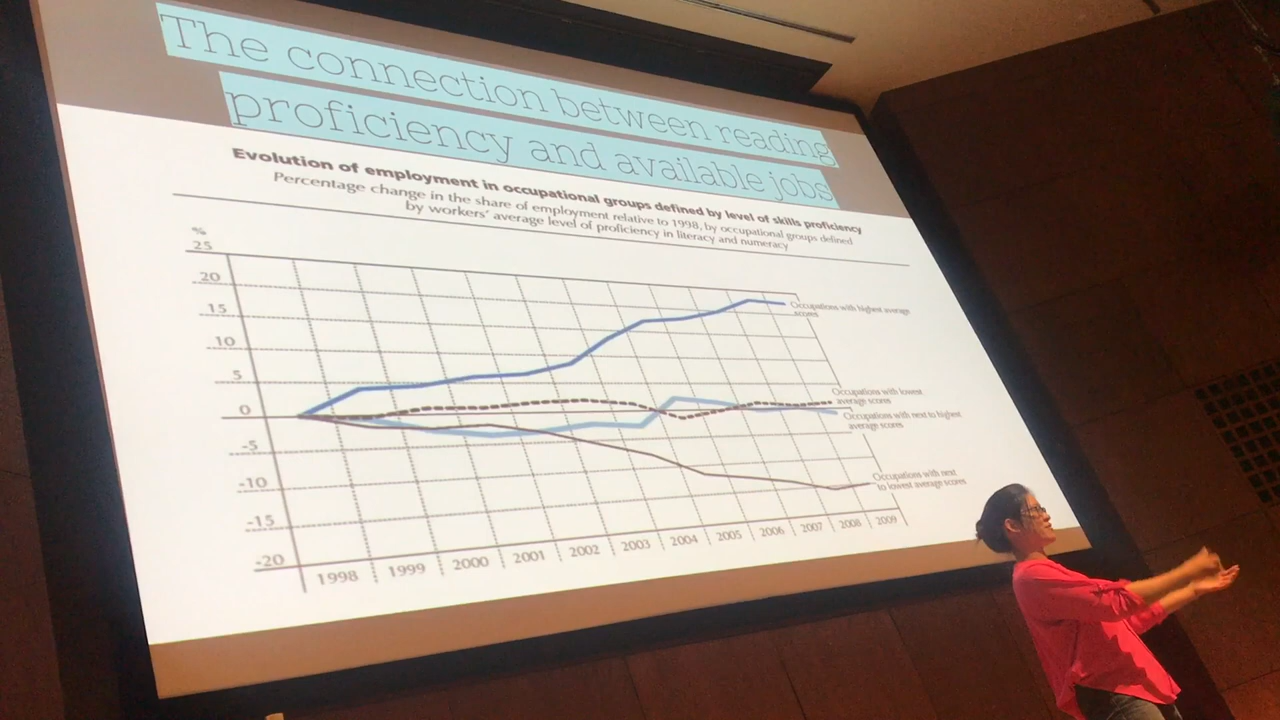 The connection between reading
proficiency and available jobs
Evolution of employment in occupational groups defined by level of skills proficiency
Percentage change in the share of employment relative to 1998, by occupational groups defined
by workers' average level of proficiency in literacy and numeracy
%
25
20
15
10
5
0
-5
-10
-15
-20
Occupations with highest average
scores
Occupations with lowest
average scores
Occupations with next to highest
average scores
Occupations with next
to lowest average scores
1998 1999 2000 2001 2002 2003 2004 2005 2006 2007 2008 2009